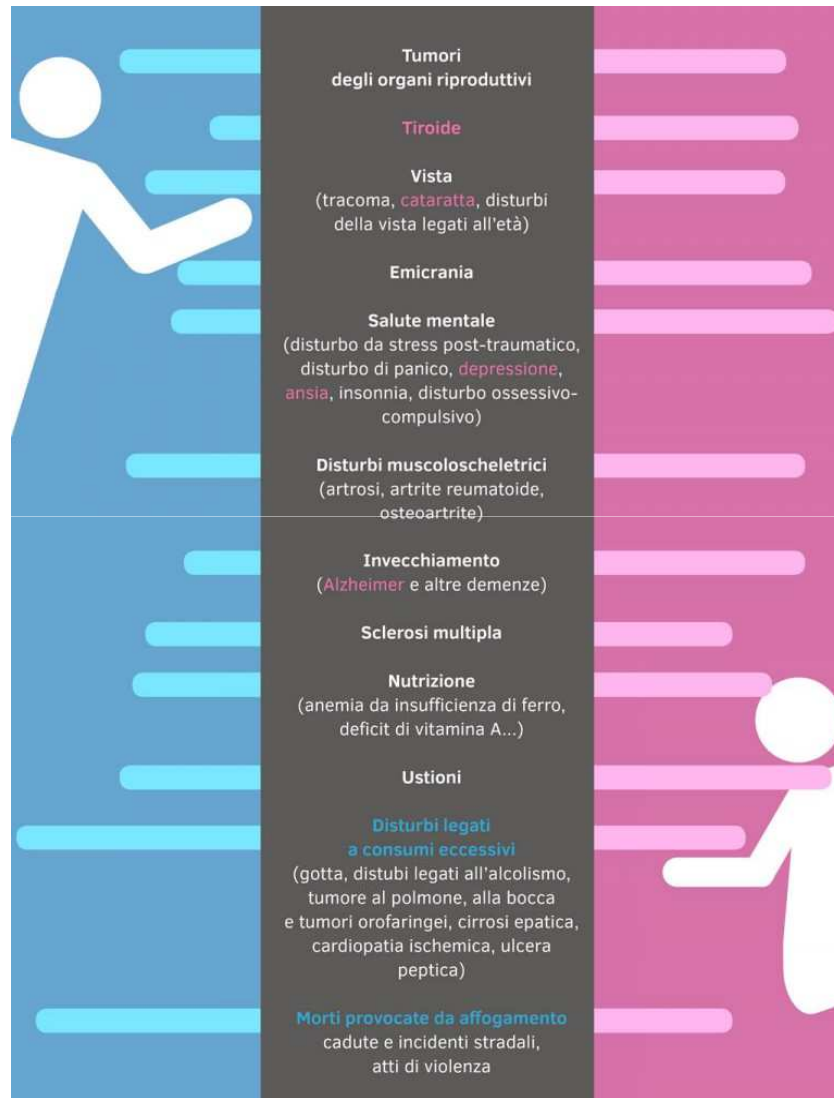 Tumori
degli organi riproduttivi
Tiroide
Vista
(tracoma, cataratta, disturbi
della vista legati all'età)
Emicrania
Salute mentale
(disturbo da stress post-traumatico,
disturbo di panico, depressione,
ansia, insonnia, disturbo ossessivo-
compulsivo)
Disturbi muscoloscheletrici
(artrosi, artrite reumatoide,
osteoartrite)
Invecchiamento
(Alzheimer e altre demenze)
Sclerosi multipla
Nutrizione
(anemia da insufficienza di ferro,
deficit di vitamina A...)
Ustioni
Disturbi legati
a consumi eccessivi
(gotta, distubi legati all'alcolismo,
tumore al polmone, alla bocca
e tumori orofaringei, cirrosi epatica,
cardiopatia ischemica, ulcera
peptica)
Morti provocate da affogamento
cadute e incidenti stradali,
atti di violenza